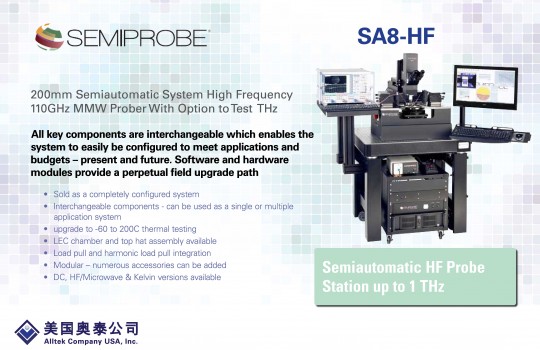 SEMIPROBE
SA8-HF
200mm Semiautomatic System High Frequency
110GHz MMW Prober With Option to Test THz
All key components are interchangeable which enables the
system to easily be configured to meet applications and
budgets – present and future. Software and hardware
modules provide a perpetual field upgrade path
• Sold as a completely configured system
• Interchangeable components - can be used as a single or multiple
application system
• upgrade to -60 to 200C thermal testing
• LEC chamber and top hat assembly available
• Load pull and harmonic load pull integration
• Modular – numerous accessories can be added
• DC, HF/Microwave & Kelvin versions available
Semiautomatic HF Probe
Station up to 1 THz
美国奥泰公司
Alltek Company USA, Inc.